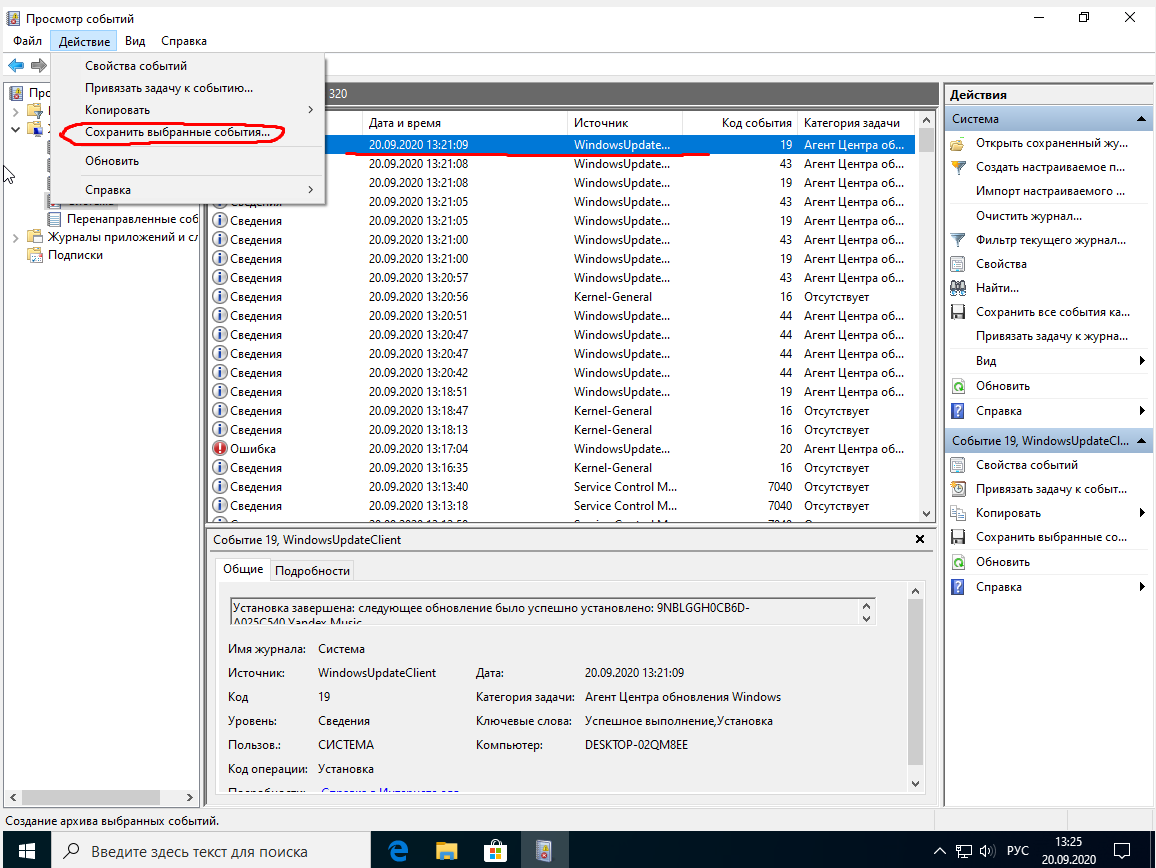 Просмотр событий
Файл Действие Вид Справка
Свойства событий
Привязать задачу к событию...
Копировать
Сохранить выбранные события...
Обновить
Справка
Перенаправленные соб
Журналы приложений и сл
Подписки
320
Дата и время Источник Код события Категория задачи
20.09.2020 13:21:09 WindowsUpdate... 19 Агент Центра об...
20.09.2020 13:21:08 WindowsUpdate... 43 Агент Центра об...
20.09.2020 13:21:08 WindowsUpdate... 19 Агент Центра об...
Сведения 20.09.2020 13:21:05 WindowsUpdate... 43 Агент Центра об...
Сведения 20.09.2020 13:21:05 WindowsUpdate... 19 Агент Центра об...
Сведения 20.09.2020 13:21:00 WindowsUpdate... 43 Агент Центра об...
Сведения 20.09.2020 13:21:00 WindowsUpdate... 19 Агент Центра об...
Сведения 20.09.2020 13:20:57 WindowsUpdate... 43 Агент Центра об...
Сведения 20.09.2020 13:20:56 Kernel-General 16 Отсутствует
Сведения 20.09.2020 13:20:51 WindowsUpdate... 44 Агент Центра об...
Сведения 20.09.2020 13:20:47 WindowsUpdate... 44 Агент Центра об...
Сведения 20.09.2020 13:20:47 WindowsUpdate... 44 Агент Центра об...
Сведения 20.09.2020 13:20:42 WindowsUpdate... 44 Агент Центра об...
Сведения 20.09.2020 13:18:51 WindowsUpdate... 19 Агент Центра об...
Сведения 20.09.2020 13:18:47 Kernel-General 16 Отсутствует
Сведения 20.09.2020 13:18:13 Kernel-General 16 Отсутствует
Ошибка 20.09.2020 13:17:04 WindowsUpdate... 20 Агент Центра об...
Сведения 20.09.2020 13:16:35 Kernel-General 16 Отсутствует
Сведения 20.09.2020 13:13:40 Service Control M... 7040 Отсутствует
Сведения 20.09.2020 13:13:18 Service Control M... 7040 Отсутствует
Событие 19, WindowsUpdateClient
Общие Подробности
Установка завершена: следующее обновление было успешно установлено: 9NBLGGH0CB6D-
A025C540.Yandex.Music
Имя журнала: Система
Источник: WindowsUpdateClient Дата: 20.09.2020 13:21:09
Код 19 Категория задачи: Агент Центра обновления Windows
Уровень: Сведения Ключевые слова: Успешное выполнение,Установка
Пользов.: СИСТЕМА Компьютер: DESKTOP-02QM8EE
Код операции: Установка
Действия
Система
Открыть сохраненный жу...
Создать настраиваемое п...
Импорт настраиваемого ...
Очистить журнал...
Фильтр текущего журнал...
Свойства
Найти...
Сохранить все события ка...
Привязать задачу к журна...
Вид
Обновить
Справка
Событие 19, WindowsUpdateCl...
Свойства событий
Привязать задачу к событ...
Копировать
Сохранить выбранные со...
Обновить
Справка
Создание архива выбранных событий.
Введите здесь текст для поиска
РУС
13:25
20.09.2020